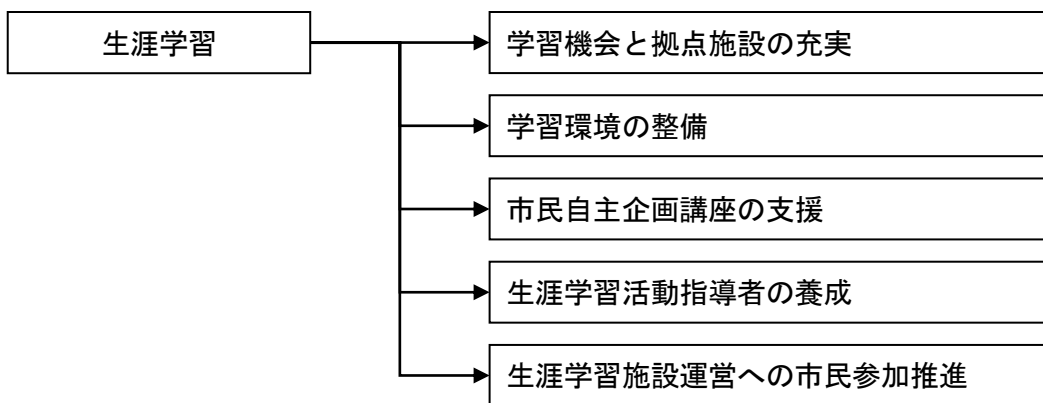 生涯学習
学習機会と拠点施設の充実
学習環境の整備
市民自主企画講座の支援
生涯学習活動指導者の養成
生涯学習施設運営への市民参加推進